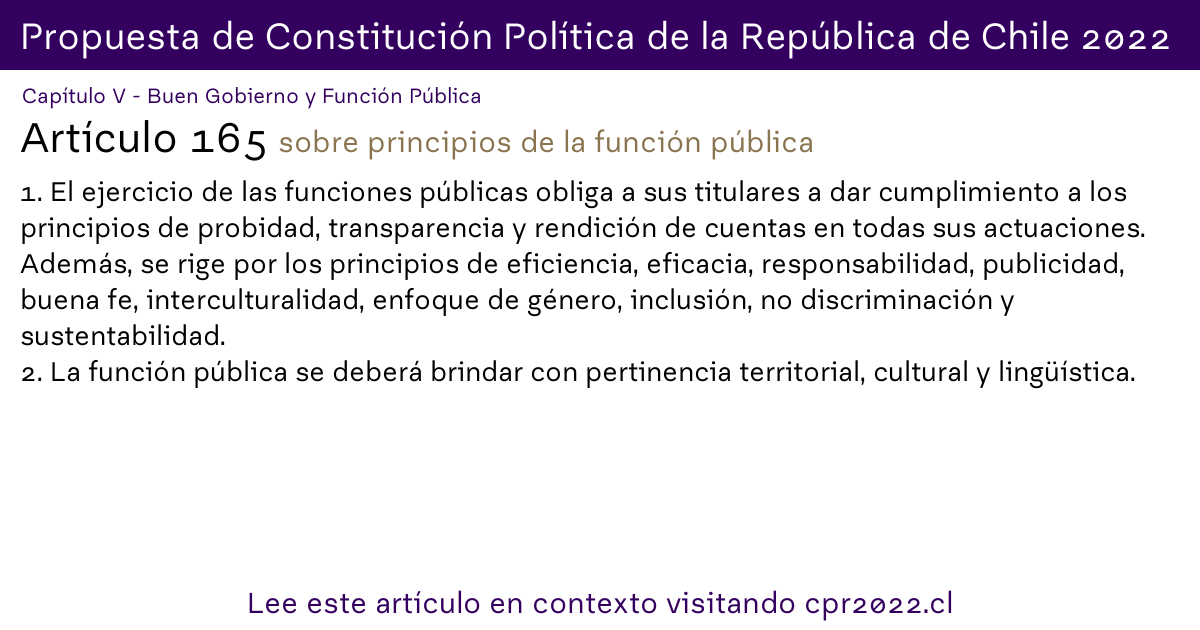 Propuesta de Constitución Política de la República de Chile 2022
Capítulo V - Buen Gobierno y Función Pública
Artículo 165 sobre principios de la función pública
1. El ejercicio de las funciones públicas obliga a sus titulares a dar cumplimiento a los
principios de probidad, transparencia y rendición de cuentas en todas sus actuaciones.
Además, se rige por los principios de eficiencia, eficacia, responsabilidad, publicidad,
buena fe, interculturalidad, enfoque de género, inclusión, no discriminación y
sustentabilidad.
2. La función pública se deberá brindar con pertinencia territorial, cultural y lingüística.
Lee este artículo en contexto visitando cpr2022.cl